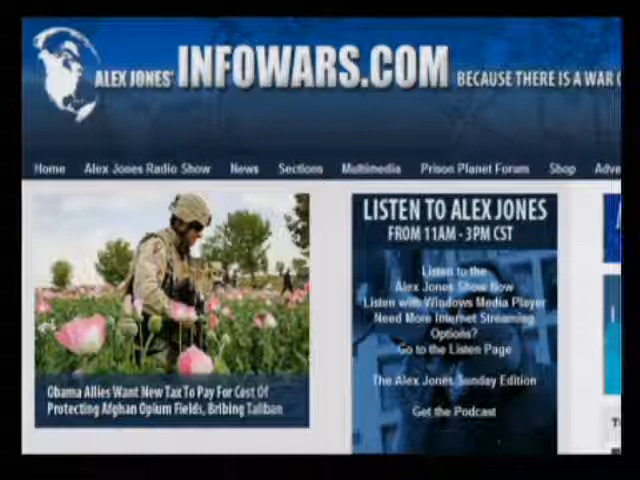 ALEX JONES' INFOWARS.COM BECAUSE THERE IS A WAR
Home Alex Jones Radio Show News Sections Multimedia Prison Planet Forum Shop Adve
LISTEN TO ALEX JONES
FROM 11AM - 3PM CST
Listen to the
Alex Jones Show Now
Listen with Windows Media Player
Need More Internet Streaming
Options?
Go to the Listen Page
The Alex Jones Sunday Edition
Get the Podcast
Obama Allies Want New Tax To Pay For Cost Of
Protecting Afghan Opium Fields, Bribing Taliban